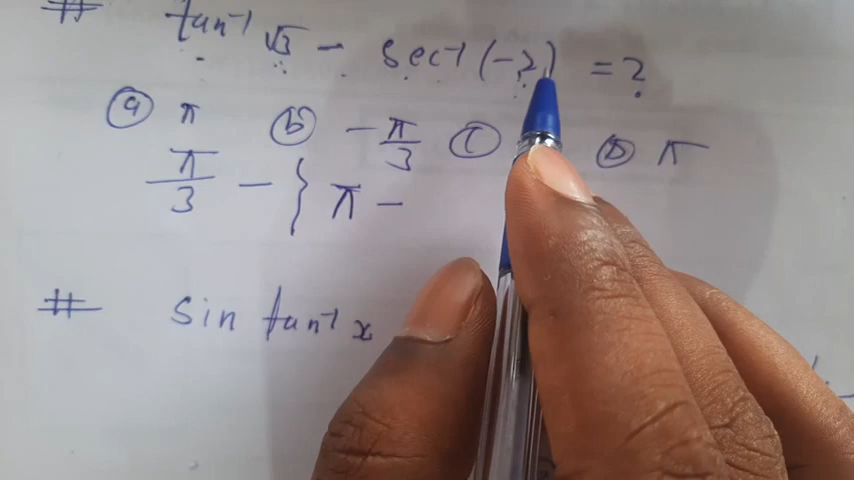 # tan⁻¹ √3 - sec⁻¹ (-2) = ?
ⓐ π ⓑ -π/3 Ⓒ Ⓓ π
π/3 - } π -
# sin tan⁻¹ x